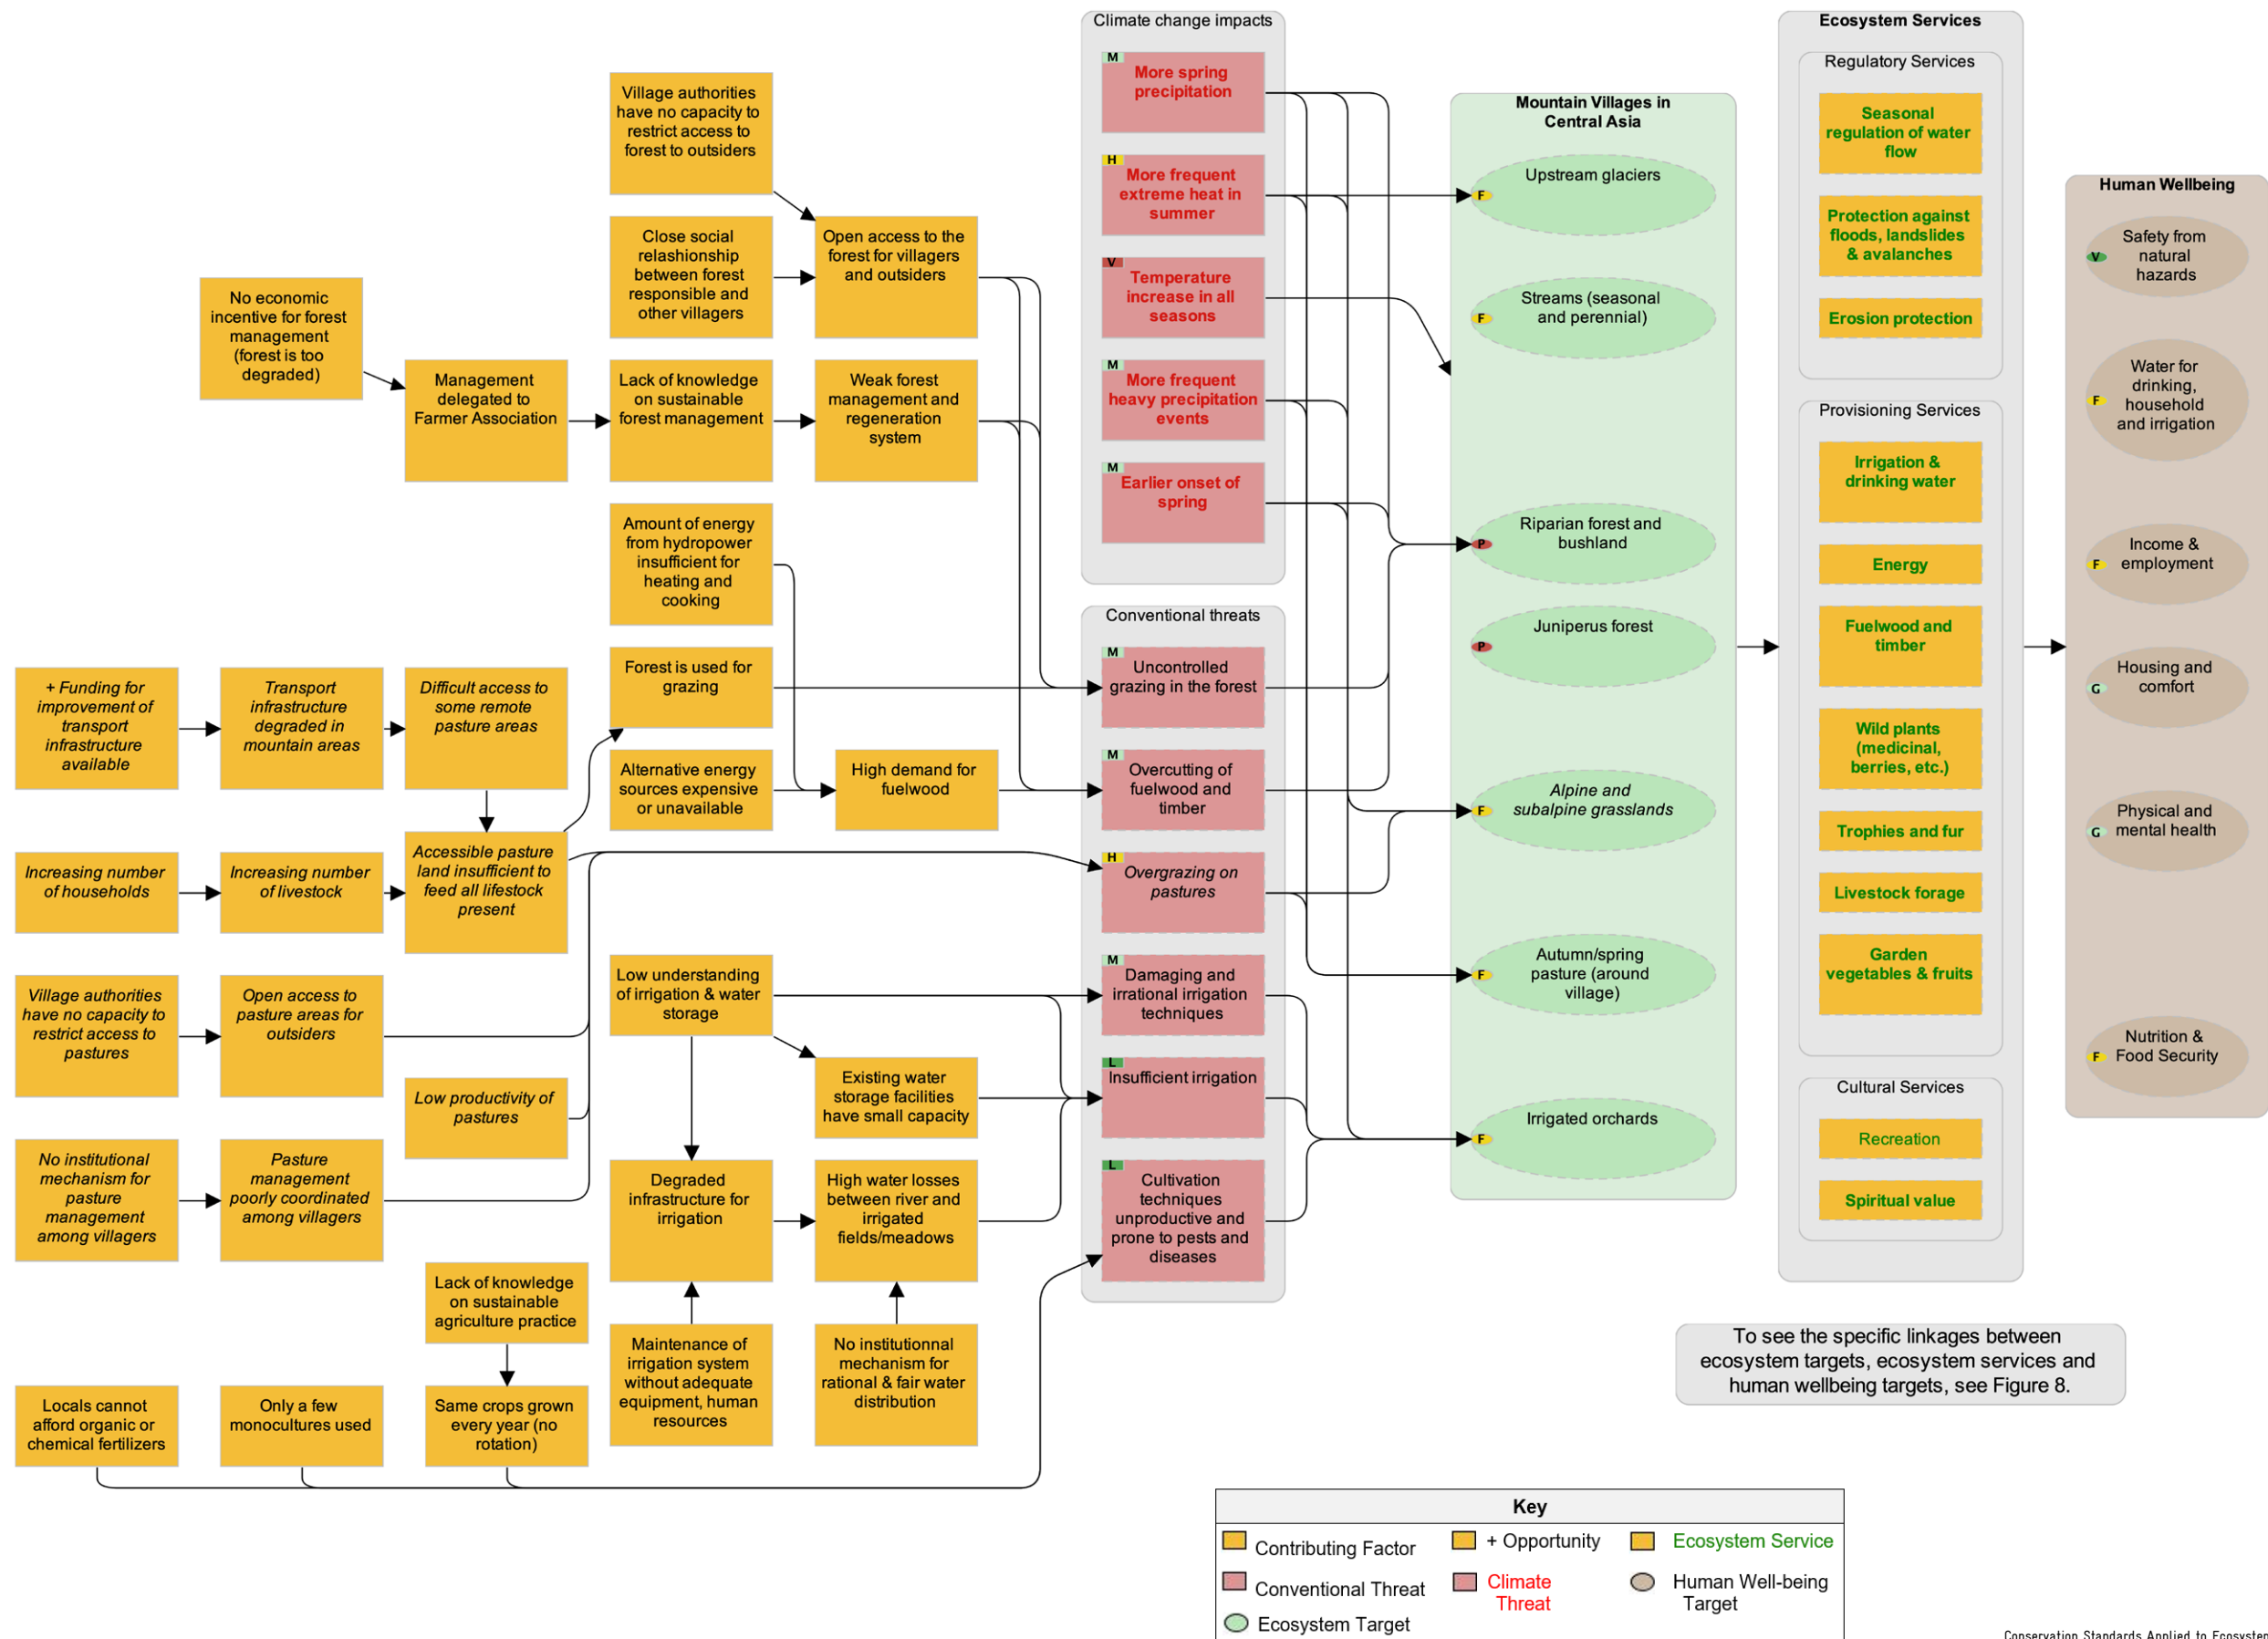 Climate change impacts
M
More spring
precipitation
H
More frequent
extreme heat in
summer
V
Temperature
increase in all
seasons
M
More frequent
heavy precipitation
events
M
Earlier onset of
spring
Village authorities
have no capacity to
restrict access to
forest to outsiders
Close social
relashionship
between forest
responsible and
other villagers
Open access to the
forest for villagers
and outsiders
No economic
incentive for forest
management
(forest is too
degraded)
Management
delegated to
Farmer Association
Lack of knowledge
on sustainable
forest management
Weak forest
management and
regeneration
system
Amount of energy
from hydropower
insufficient for
heating and
cooking
Forest is used for
grazing
Alternative energy
sources expensive
or unavailable
High demand for
fuelwood
+ Funding for
improvement of
transport
infrastructure
available
Transport
infrastructure
degraded in
mountain areas
Difficult access to
some remote
pasture areas
Increasing number
of households
Increasing number
of livestock
Accessible pasture
land insufficient to
feed all lifestock
present
Village authorities
have no capacity to
restrict access to
pastures
Open access to
pasture areas for
outsiders
Low productivity of
pastures
No institutional
mechanism for
pasture
management
among villagers
Pasture
management
poorly coordinated
among villagers
Low understanding
of irrigation & water
storage
Existing water
storage facilities
have small capacity
Degraded
infrastructure for
irrigation
High water losses
between river and
irrigated
fields/meadows
Lack of knowledge
on sustainable
agriculture practice
Maintenance of
irrigation system
without adequate
equipment, human
resources
No institutionnal
mechanism for
rational & fair water
distribution
Locals cannot
afford organic or
chemical fertilizers
Only a few
monocultures used
Same crops grown
every year (no
rotation)
Conventional threats
M
Uncontrolled
grazing in the forest
M
Overcutting of
fuelwood and
timber
H
Overgrazing on
pastures
M
Damaging and
irrational irrigation
techniques
L
Insufficient irrigation
L
Cultivation
techniques
unproductive and
prone to pests and
diseases
Mountain Villages in
Central Asia
Upstream glaciers
F
Streams (seasonal
and perennial)
F
Riparian forest and
bushland
P
Juniperus forest
P
Alpine and
subalpine grasslands
F
Autumn/spring
pasture (around
village)
F
Irrigated orchards
F
Ecosystem Services
Regulatory Services
Seasonal
regulation of water
flow
Protection against
floods, landslides
& avalanches
Erosion protection
Provisioning Services
Irrigation &
drinking water
Energy
Fuelwood and
timber
Wild plants
(medicinal,
berries, etc.)
Trophies and fur
Livestock forage
Garden
vegetables & fruits
Cultural Services
Recreation
Spiritual value
Human Wellbeing
Safety from
natural
hazards
V
Water for
drinking,
household
and irrigation
F
Income &
employment
F
Housing and
comfort
G
Physical and
mental health
G
Nutrition &
Food Security
F
To see the specific linkages between
ecosystem targets, ecosystem services and
human wellbeing targets, see Figure 8.
Key
Contributing Factor
+ Opportunity
Ecosystem Service
Conventional Threat
Climate
Threat
Human Well-being
Target
Ecosystem Target
Conservation Standards Applied to Ecosystem